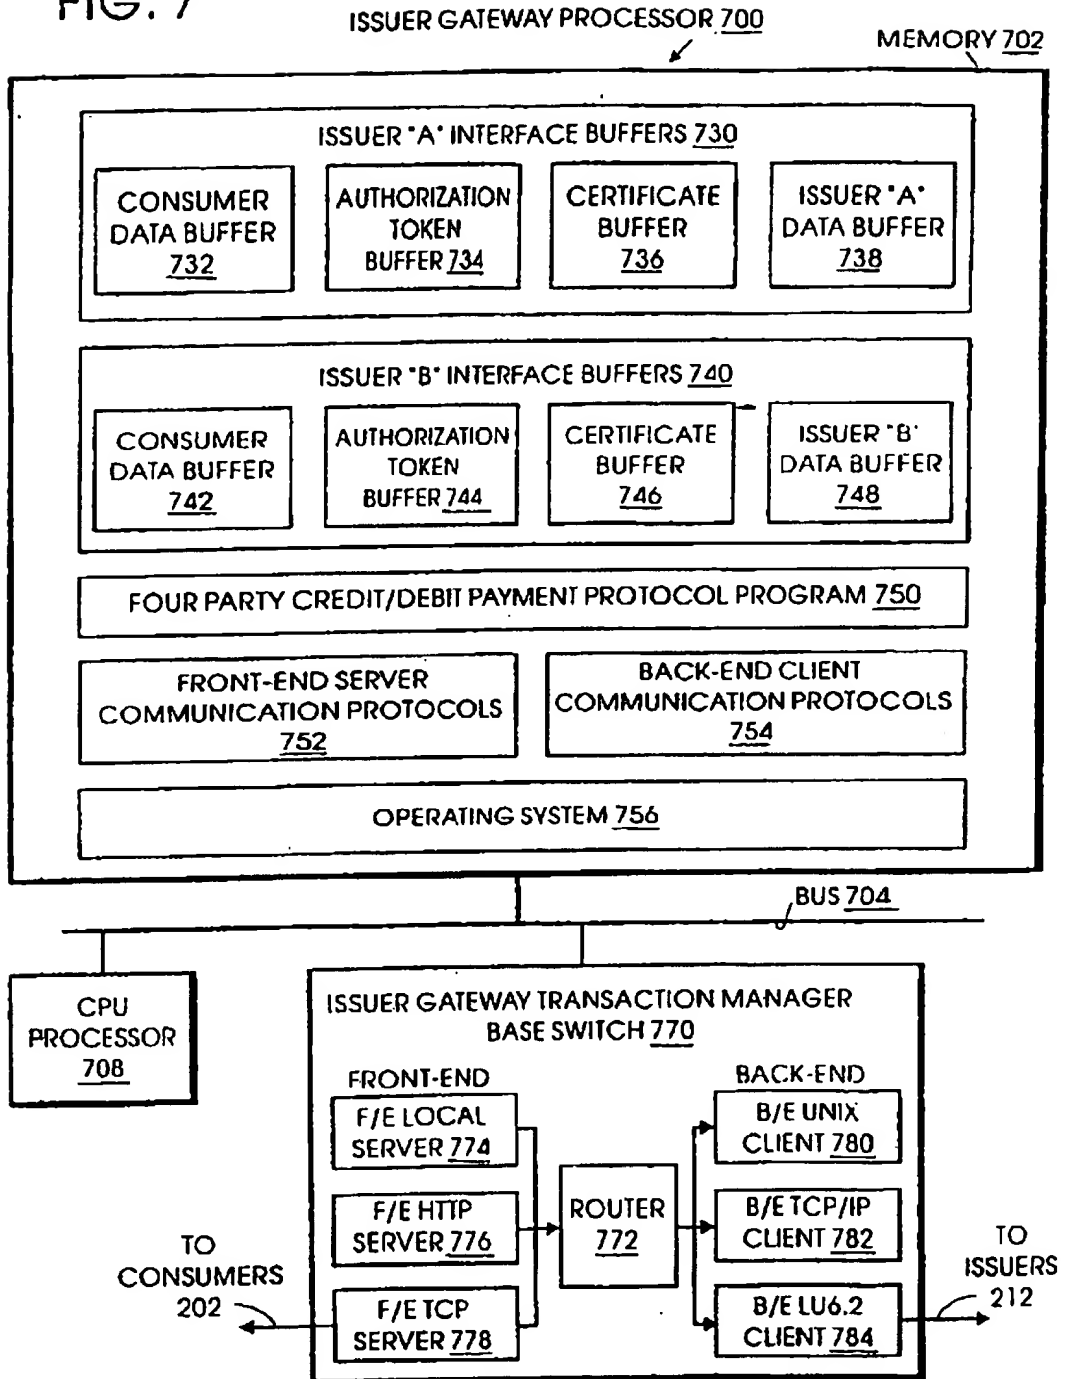 FIG. 7
ISSUER GATEWAY PROCESSOR 700
MEMORY 702
ISSUER "A" INTERFACE BUFFERS 730
CONSUMER
DATA BUFFER
732
AUTHORIZATION
TOKEN
BUFFER 734
CERTIFICATE
BUFFER
736
ISSUER "A"
DATA BUFFER
738
ISSUER "B" INTERFACE BUFFERS 740
CONSUMER
DATA BUFFER
742
AUTHORIZATION
TOKEN
BUFFER 744
CERTIFICATE
BUFFER
746
ISSUER "B"
DATA BUFFER
748
FOUR PARTY CREDIT/DEBIT PAYMENT PROTOCOL PROGRAM 750
FRONT-END SERVER
COMMUNICATION PROTOCOLS
752
BACK-END CLIENT
COMMUNICATION PROTOCOLS
754
OPERATING SYSTEM 756
BUS 704
CPU
PROCESSOR
708
ISSUER GATEWAY TRANSACTION MANAGER
BASE SWITCH 770
FRONT-END
F/E LOCAL
SERVER 774
F/E HTTP
SERVER 776
F/E TCP
SERVER 778
ROUTER
772
BACK-END
B/E UNIX
CLIENT 780
B/E TCP/IP
CLIENT 782
B/E LU6.2
CLIENT 784
TO
CONSUMERS
202
TO
ISSUERS
212